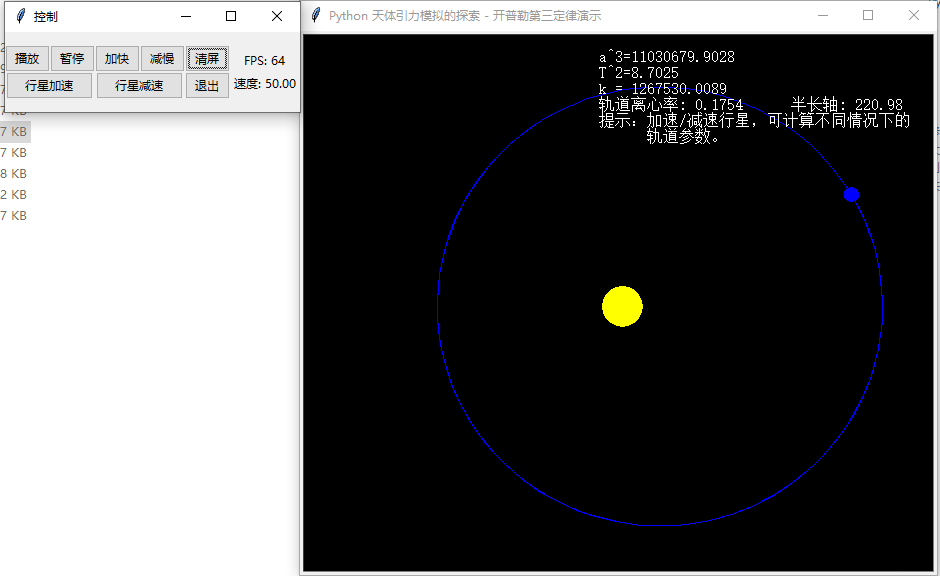 控制
播放 暂停 加快 减慢 清屏 FPS: 64
行星加速 行星减速 退出 速度: 50.00
7 KB
7 KB
7 KB
8 KB
2 KB
7 KB
Python 天体引力模拟的探索 - 开普勒第三定律演示
a^3=11030679.9028
T^2=8.7025
k = 1267530.0089
轨道离心率: 0.1754 半长轴: 220.98
提示: 加速/减速行星, 可计算不同情况下的
轨道参数。